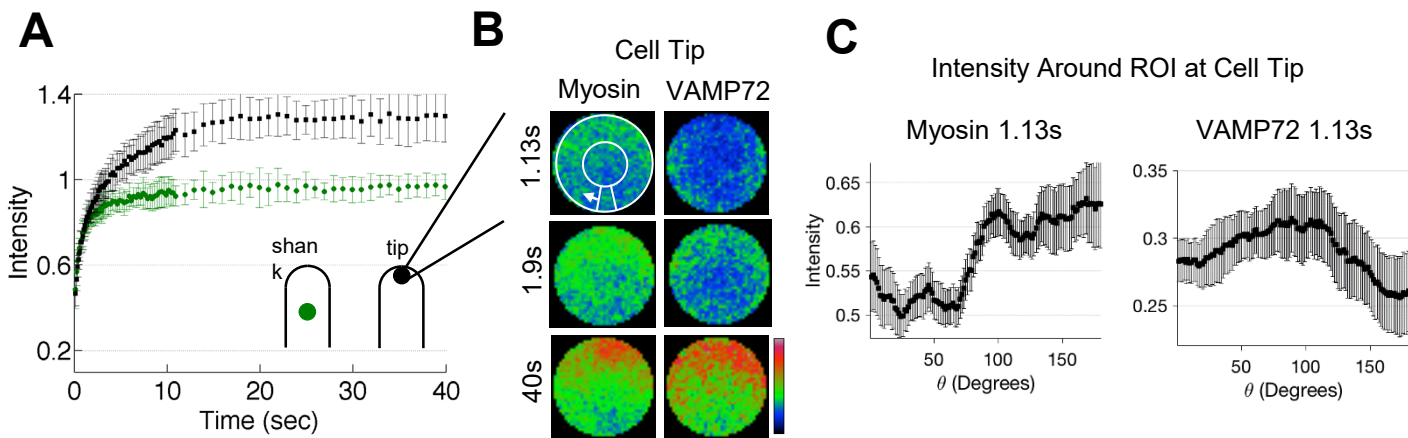 A
Intensity
1.4
1
0.6
0.2
0
10
20
30
40
Time (sec)
shan
k
tip
B
Cell Tip
Myosin
VAMP72
1.13s
1.9s
40s
C
Intensity Around ROI at Cell Tip
Myosin 1.13s
Intensity
0.65
0.6
0.55
0.5
50
100
150
θ (Degrees)
VAMP72 1.13s
0.35
0.3
0.25
50
100
150
θ (Degrees)